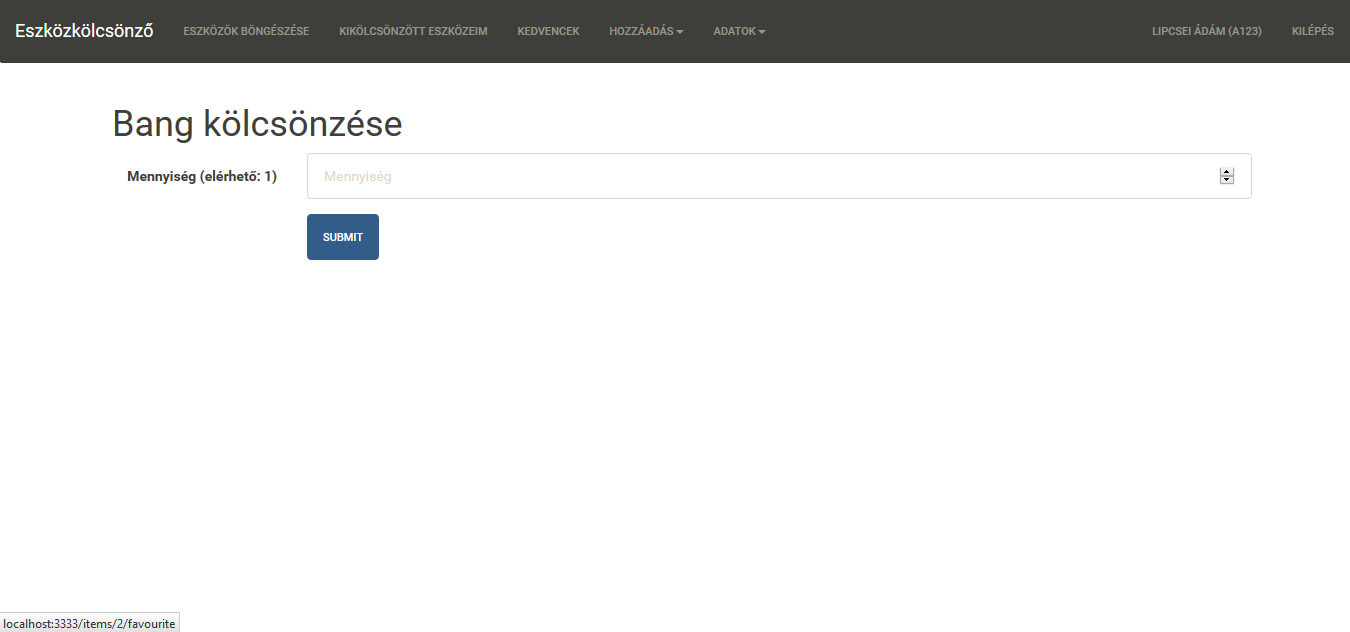 Eszközkölcsönző ESZKÖZÖK BÖNGÉSZÉSE KIKÖLCSÖNZÖTT ESZKÖZEIM KEDVENCEK HOZZÁADÁS ADATOK LIPCSEI ÁDÁM (A123) KILÉPÉS
Bang kölcsönzése
Mennyiség (elérhető: 1) Mennyiség
SUBMIT
localhost:3333/items/2/favourite